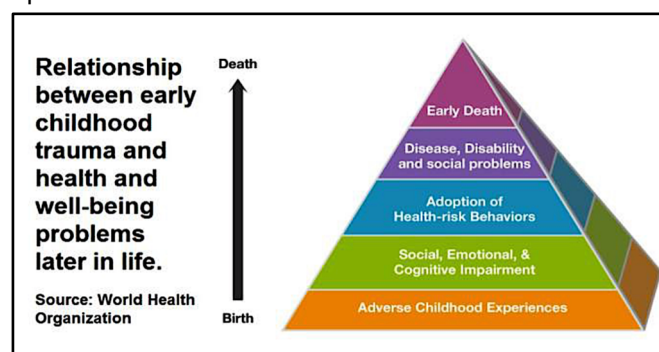 Relationship
between early
childhood
trauma and
health and
well-being
problems
later in life.
Source: World Health
Organization
Death
Birth
Early Death
Disease, Disability
and social problems
Adoption of
Health-risk Behaviors
Social, Emotional, &
Cognitive Impairment
Adverse Childhood Experiences